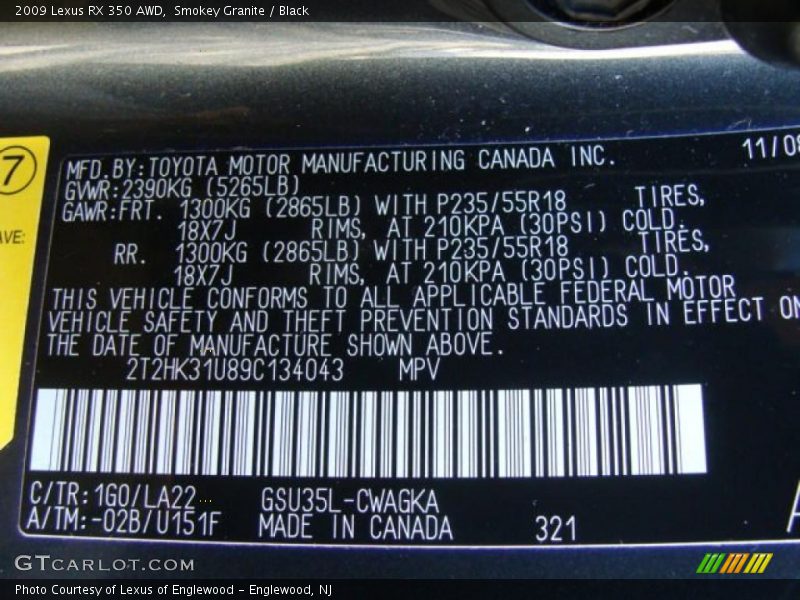 2009 Lexus RX 350 AWD, Smokey Granite / Black
7
AVE:
MFD.BY:TOYOTA MOTOR MANUFACTURING CANADA INC. 11/08
GVWR:2390KG (5265LB)
GAWR:FRT. 1300KG (2865LB) WITH P235/55R18 TIRES,
18X7J RIMS, AT 210KPA (30PSI) COLD.
RR. 1300KG (2865LB) WITH P235/55R18 TIRES,
18X7J RIMS, AT 210KPA (30PSI) COLD.
THIS VEHICLE CONFORMS TO ALL APPLICABLE FEDERAL MOTOR
VEHICLE SAFETY AND THEFT PREVENTION STANDARDS IN EFFECT ON
THE DATE OF MANUFACTURE SHOWN ABOVE.
2T2HK31U89C134043 MPV
C/TR:1G0/LA22 GSU35L-CWAGKA
A/TM:-02B/U151F MADE IN CANADA 321
GTCARLOT.COM
Photo Courtesy of Lexus of Englewood - Englewood, NJ